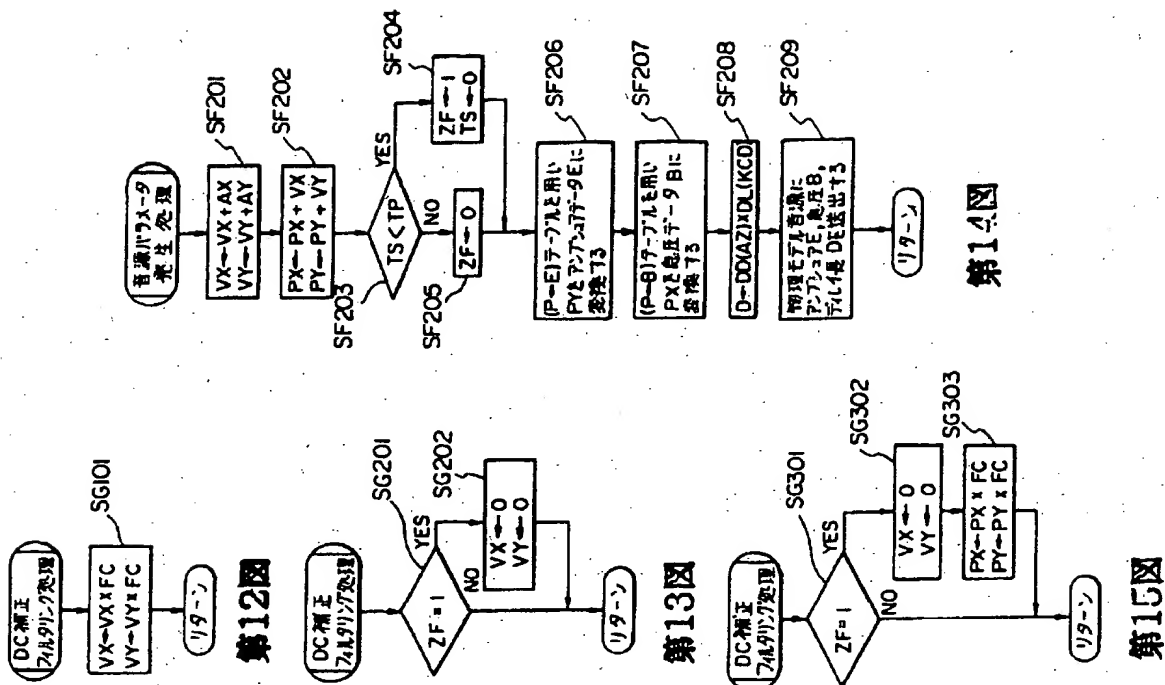 DC補正
フィルタリング処理
SG101
VX←VX×FC
VY←VY×FC
リターン
第12図
DC補正
フィルタリング処理
SG201
ZF=1
YES
NO
SG202
VX←0
VY←0
リターン
第13図
音源パラメータ
発生処理
SF201
VX←VX+AX
VY←VY+AY
SF202
PX←PX+VX
PY←PY+VY
SF203
TS<TP
YES
NO
SF204
ZF←1
TS←0
SF205
ZF←0
SF206
(P-E)テーブルを用い
PYとアンブシュアデータEに
変換する
SF207
(P-B)テーブルを用い
PXと息圧データBに
変換する
SF208
D←DD(AZ)×DL(KCD)
SF209
物理モデル音源に
アンブシュアE,息圧B,
ディレイ長DE送出する
リターン
第14図
DC補正
フィルタリング処理
SG301
ZF=1
YES
NO
SG302
VX←0
VY←0
SG303
PX←PX×FC
PY←PY×FC
リターン
第15図